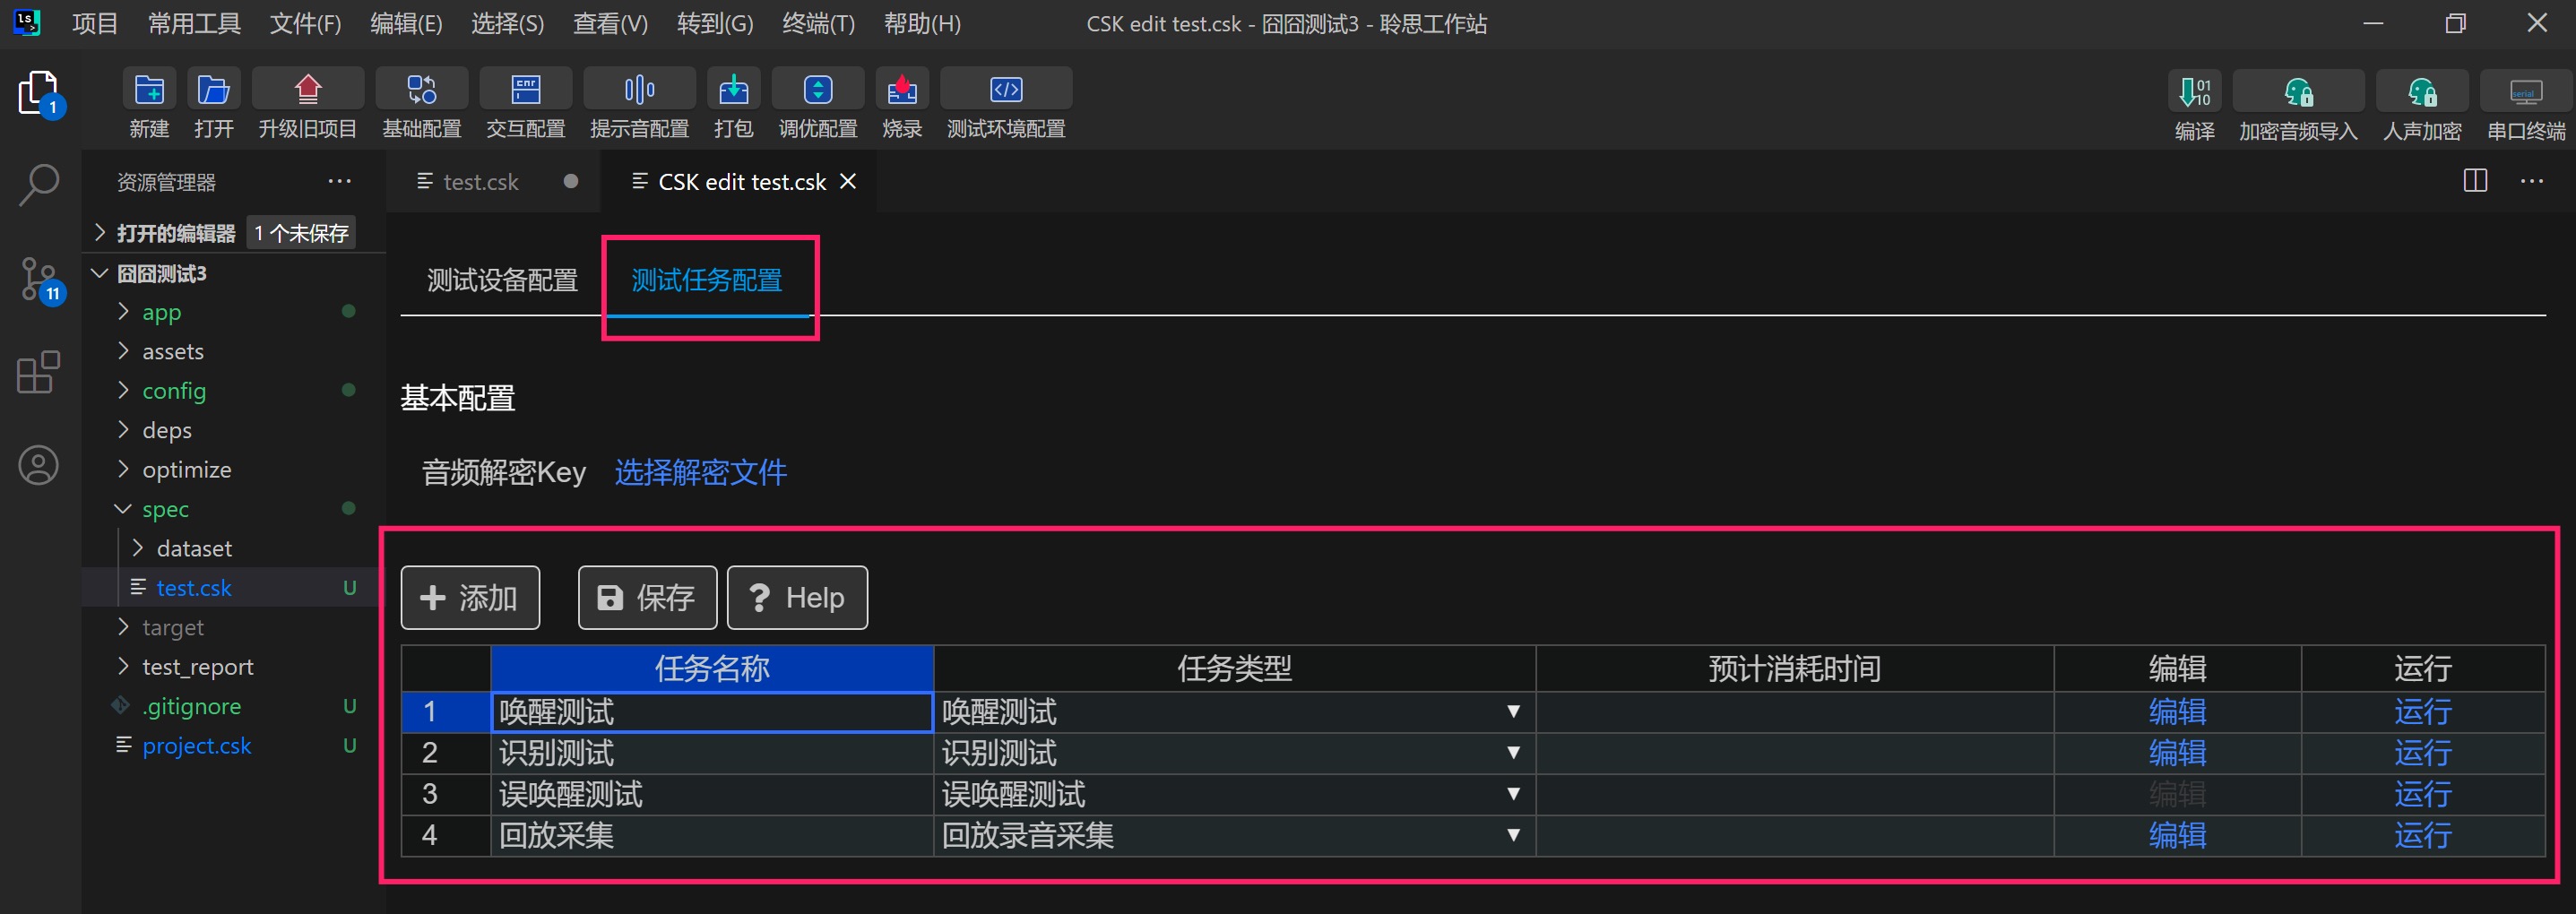 项目 常用工具 文件(F) 编辑(E) 选择(S) 查看(V) 转到(G) 终端(T) 帮助(H) CSK edit test.csk - 囧囧测试3 - 聆思工作站
新建 打开 升级旧项目 基础配置 交互配置 提示音配置 打包 调优配置 烧录 测试环境配置 编译 加密音频导入 人声加密 串口终端
资源管理器 ···
test.csk
CSK edit test.csk
打开的编辑器 1 个未保存
囧囧测试3
app
assets
config
deps
optimize
spec
dataset
test.csk U
target
test_report
.gitignore U
project.csk U
1
11
测试设备配置 测试任务配置
基本配置
音频解密Key 选择解密文件
添加 保存 ? Help
任务名称 任务类型 预计消耗时间 编辑 运行
1 唤醒测试 唤醒测试 编辑 运行
2 识别测试 识别测试 编辑 运行
3 误唤醒测试 误唤醒测试 编辑 运行
4 回放采集 回放录音采集 编辑 运行